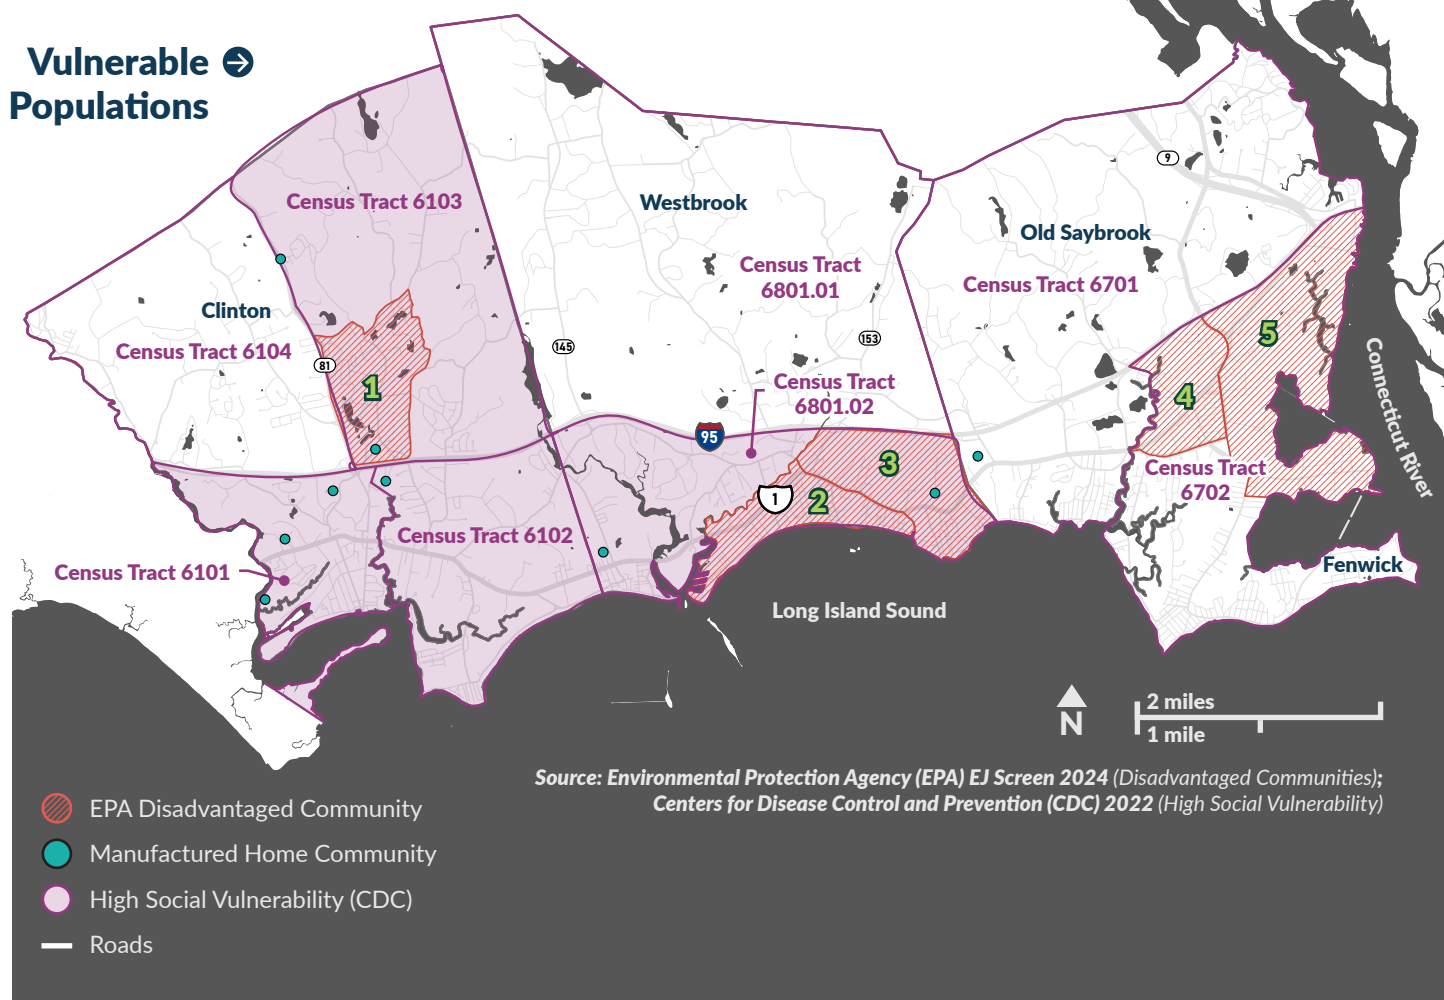 Vulnerable
Populations
Census Tract 6103
Westbrook
9
Old Saybrook
Census Tract
6801.01
Census Tract 6701
Clinton
Census Tract 6104
81
145
153
1
5
4
Connecticut River
Census Tract
6801.02
95
3
2
1
Census Tract
6702
Census Tract 6102
Census Tract 6101
Fenwick
Long Island Sound
N
2 miles
1 mile
Source: Environmental Protection Agency (EPA) EJ Screen 2024 (Disadvantaged Communities);
Centers for Disease Control and Prevention (CDC) 2022 (High Social Vulnerability)
EPA Disadvantaged Community
Manufactured Home Community
High Social Vulnerability (CDC)
Roads